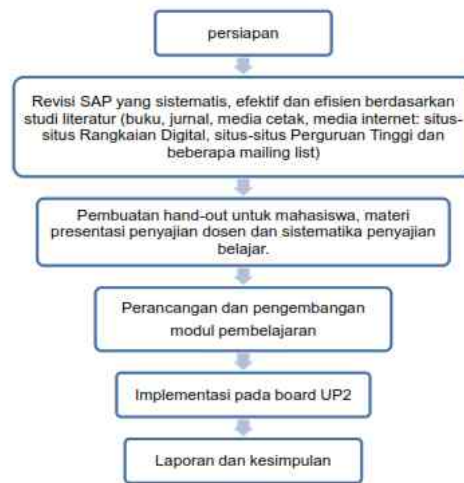 persiapan
Revisi SAP yang sistematis, efektif dan efisien berdasarkan
studi literatur (buku, jurnal, media cetak, media internet: situs-
situs Rangkaian Digital, situs-situs Perguruan Tinggi dan
beberapa mailing list)
Pembuatan hand-out untuk mahasiswa, materi
presentasi penyajian dosen dan sistematika penyajian
belajar.
Perancangan dan pengembangan
modul pembelajaran
Implementasi pada board UP2
Laporan dan kesimpulan